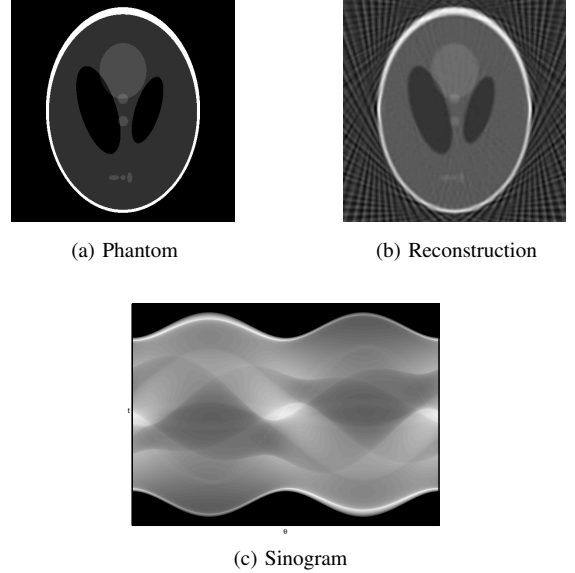 (a) Phantom
(b) Reconstruction
t
θ
(c) Sinogram